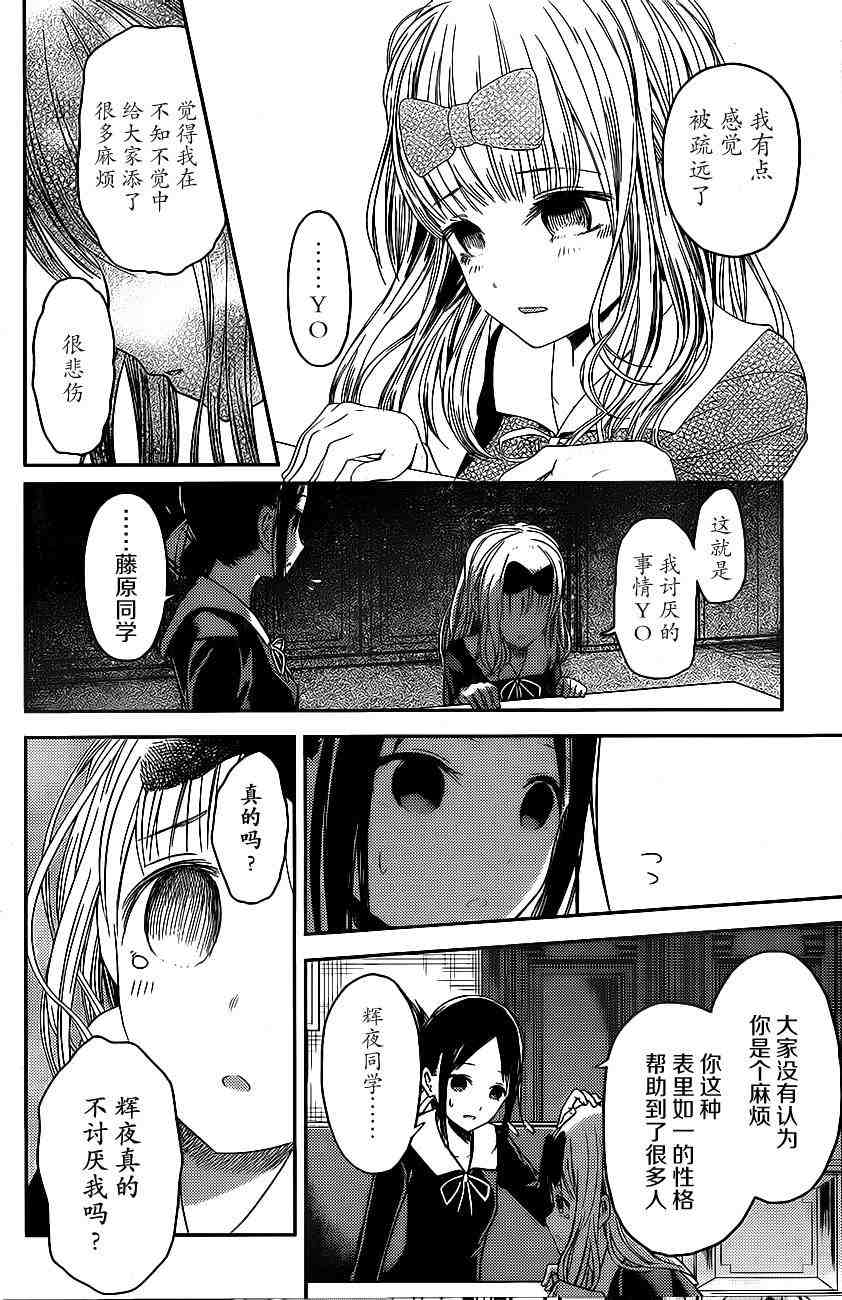 我有点
感觉
被疏远了
……YO
觉得我在
不知不觉中
给大家添了
很多麻烦
很悲伤
这就是
我讨厌的
事情YO
……藤原同学
っ
大家没有认为
你是个麻烦
你这种
表里如一的性格
帮助到了很多人
辉夜同学……
真的吗？
辉夜真的
不讨厌我吗？